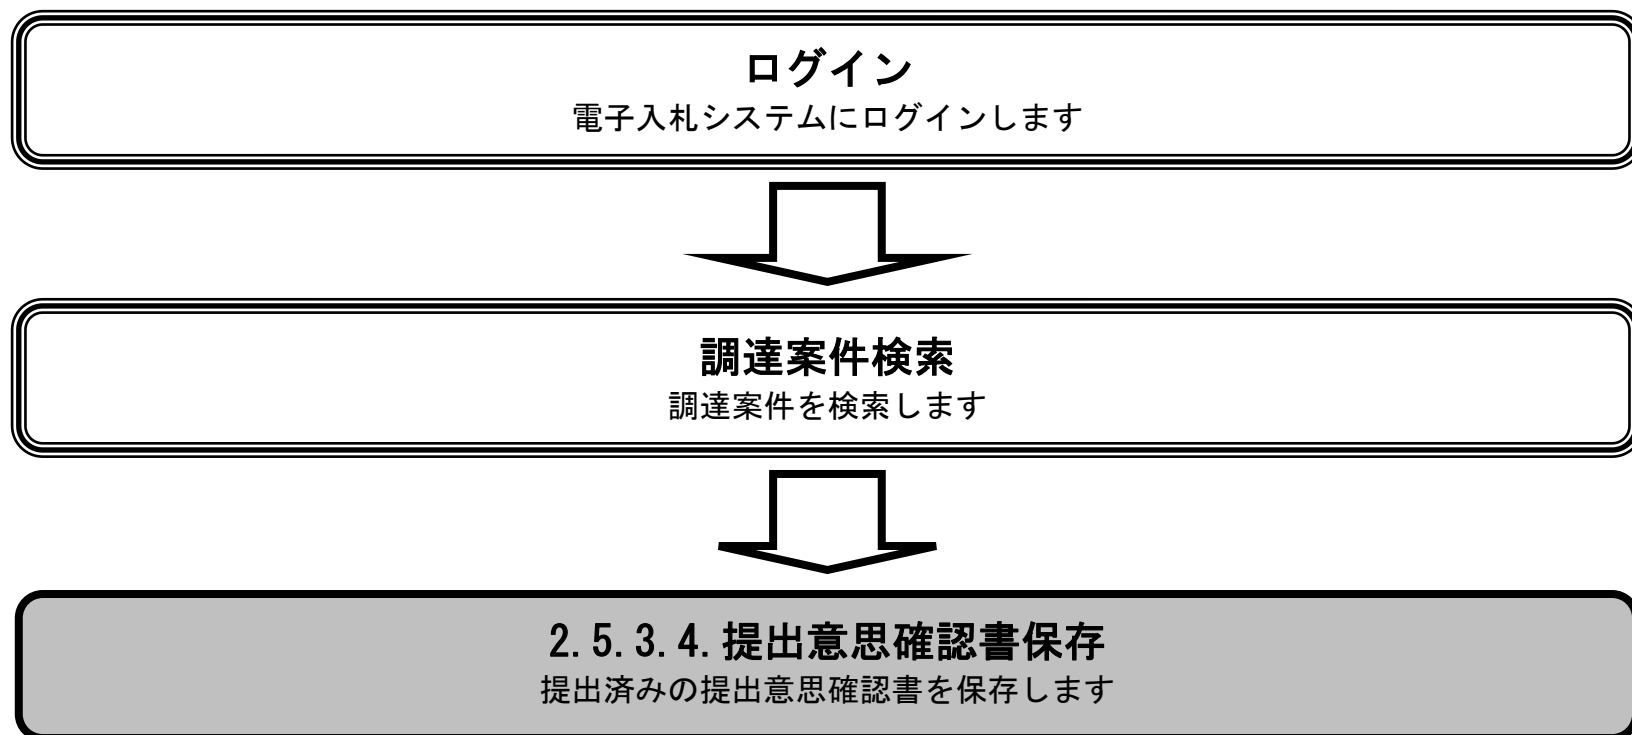 ログイン
電子入札システムにログインします
調達案件検索
調達案件を検索します
2.5.3.4.提出意思確認書保存
提出済みの提出意思確認書を保存します